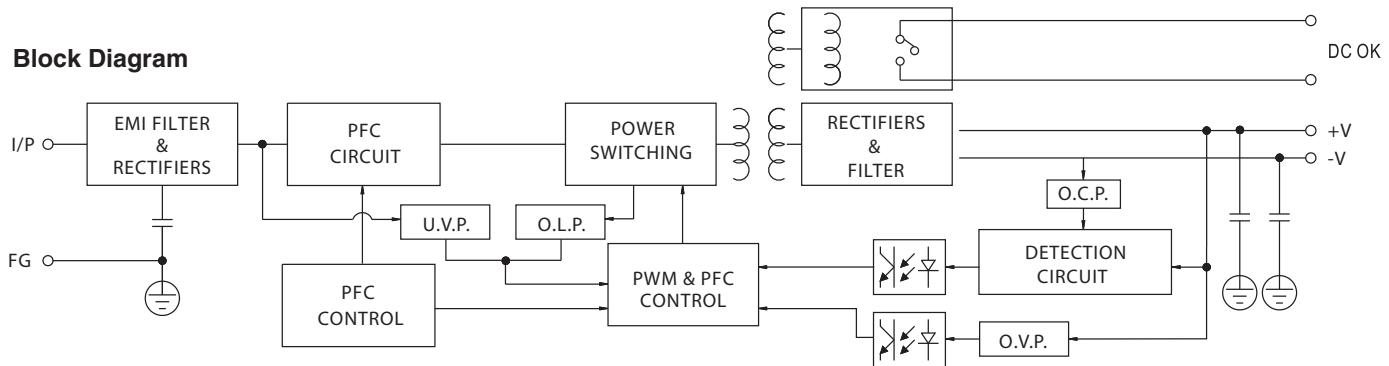 Block Diagram
DC OK
I/P
EMI FILTER
&
RECTIFIERS
PFC
CIRCUIT
POWER
SWITCHING
RECTIFIERS
&
FILTER
+V
-V
O.C.P.
U.V.P.
O.L.P.
FG
PFC
CONTROL
PWM & PFC
CONTROL
DETECTION
CIRCUIT
O.V.P.